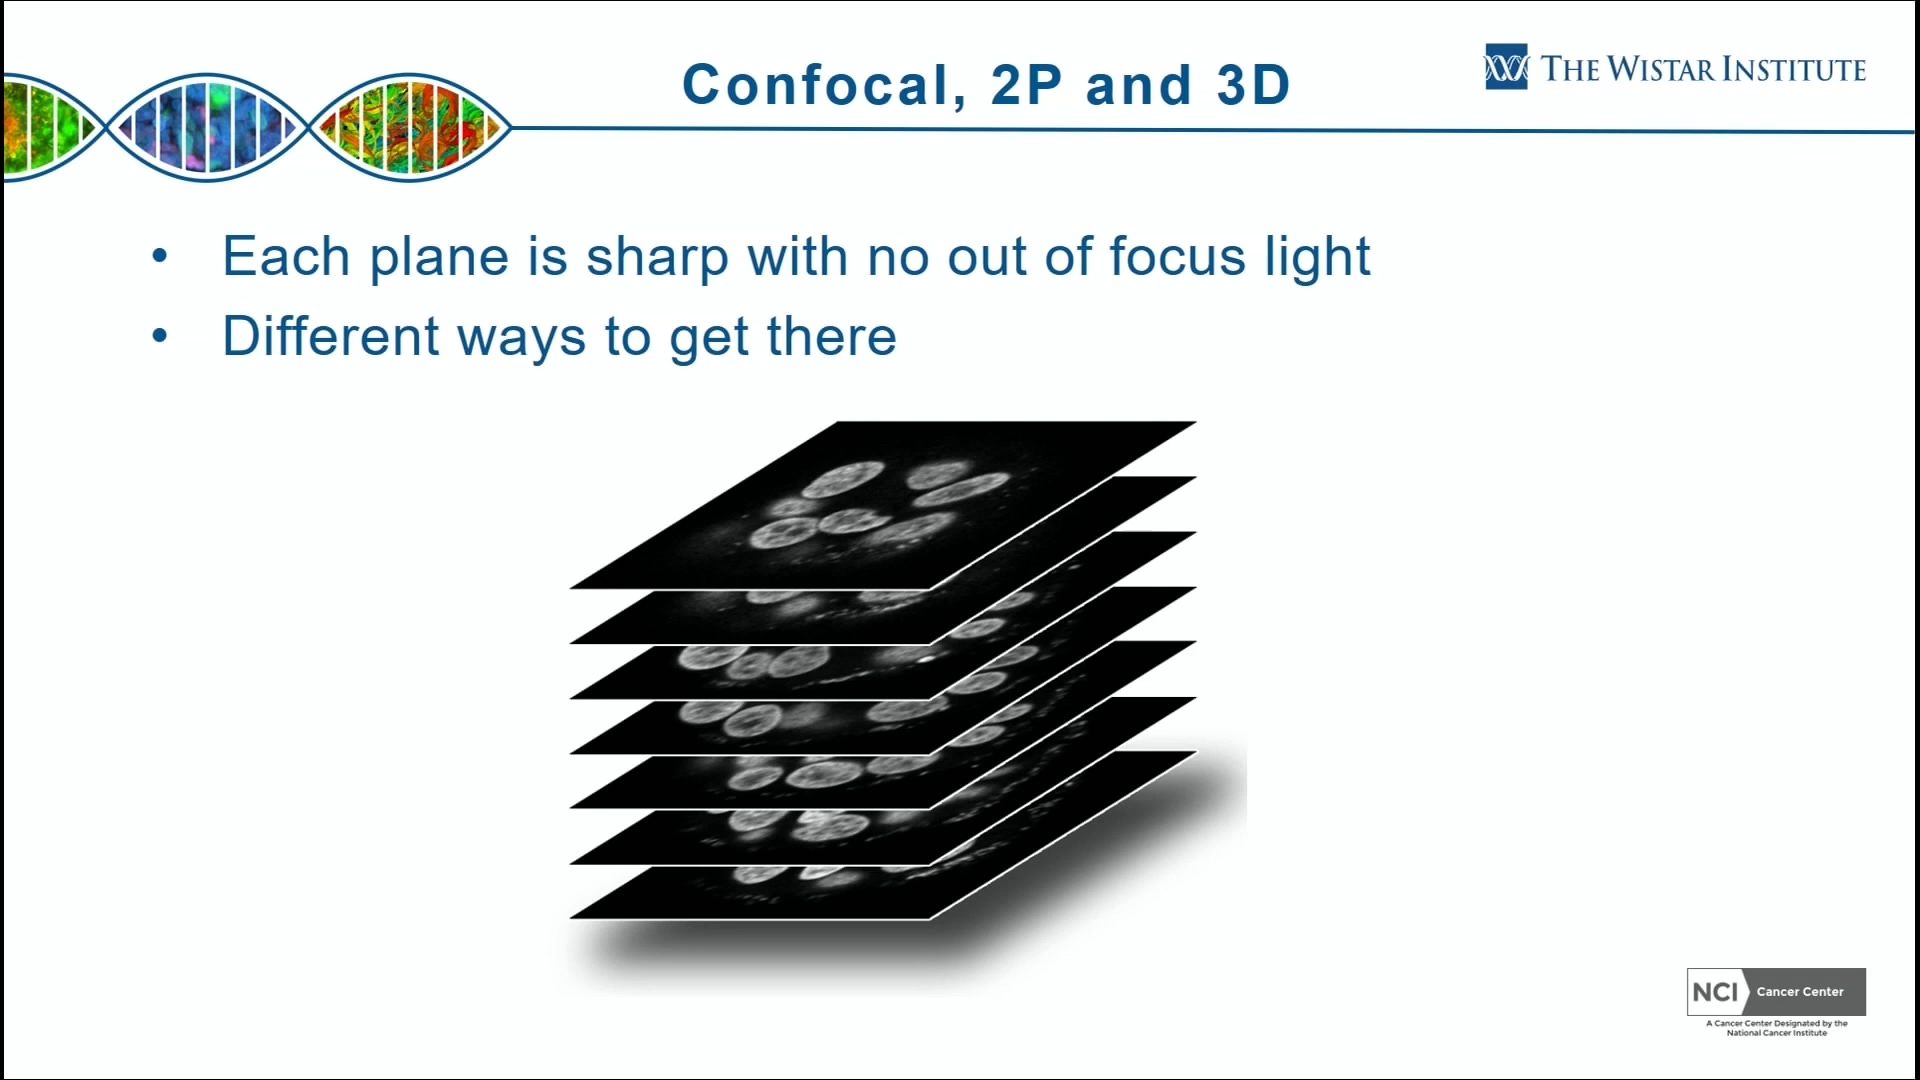 Confocal, 2P and 3D
THE WISTAR INSTITUTE
• Each plane is sharp with no out of focus light
• Different ways to get there
NCI Cancer Center
A Cancer Center Designated by the
National Cancer Institute